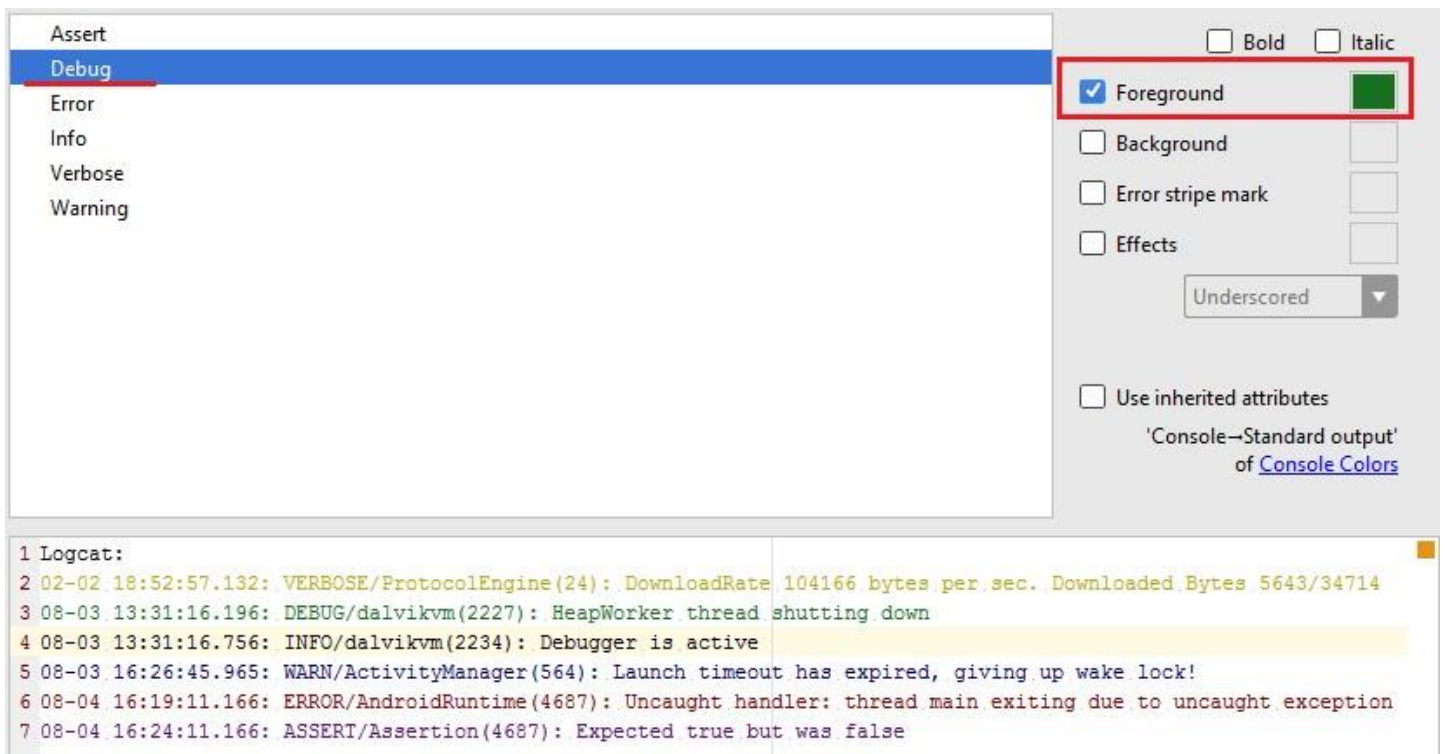 Assert
Debug
Error
Info
Verbose
Warning
Bold Italic
Foreground
Background
Error stripe mark
Effects
Underscored
Use inherited attributes
'Console→Standard output'
of Console Colors
1 Logcat:
2 02-02 18:52:57.132: VERBOSE/ProtocolEngine(24): DownloadRate 104166 bytes per sec. Downloaded Bytes 5643/34714
3 08-03 13:31:16.196: DEBUG/dalvikvm(2227): HeapWorker thread shutting down
4 08-03 13:31:16.756: INFO/dalvikvm(2234): Debugger is active
5 08-03 16:26:45.965: WARN/ActivityManager(564): Launch timeout has expired, giving up wake lock!
6 08-04 16:19:11.166: ERROR/AndroidRuntime(4687): Uncaught handler: thread main exiting due to uncaught exception
7 08-04 16:24:11.166: ASSERT/Assertion(4687): Expected true but was false